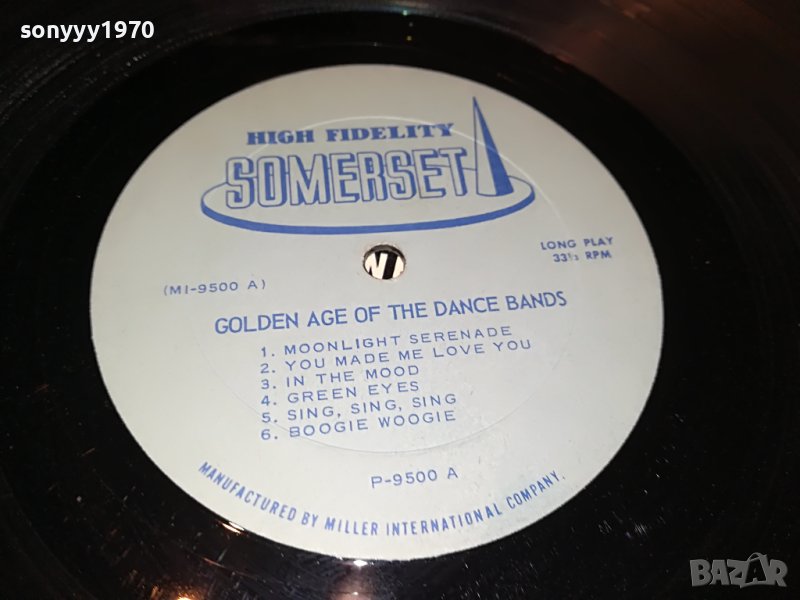 sonyyy1970
HIGH FIDELITY
SOMERSET
LONG PLAY
33⅓ RPM
(MI-9500 A)
GOLDEN AGE OF THE DANCE BANDS
1. MOONLIGHT SERENADE
2. YOU MADE ME LOVE YOU
3. IN THE MOOD
4. GREEN EYES
5. SING, SING, SING
6. BOOGIE WOOGIE
P-9500 A
MANUFACTURED BY MILLER INTERNATIONAL COMPANY.
BAZAR